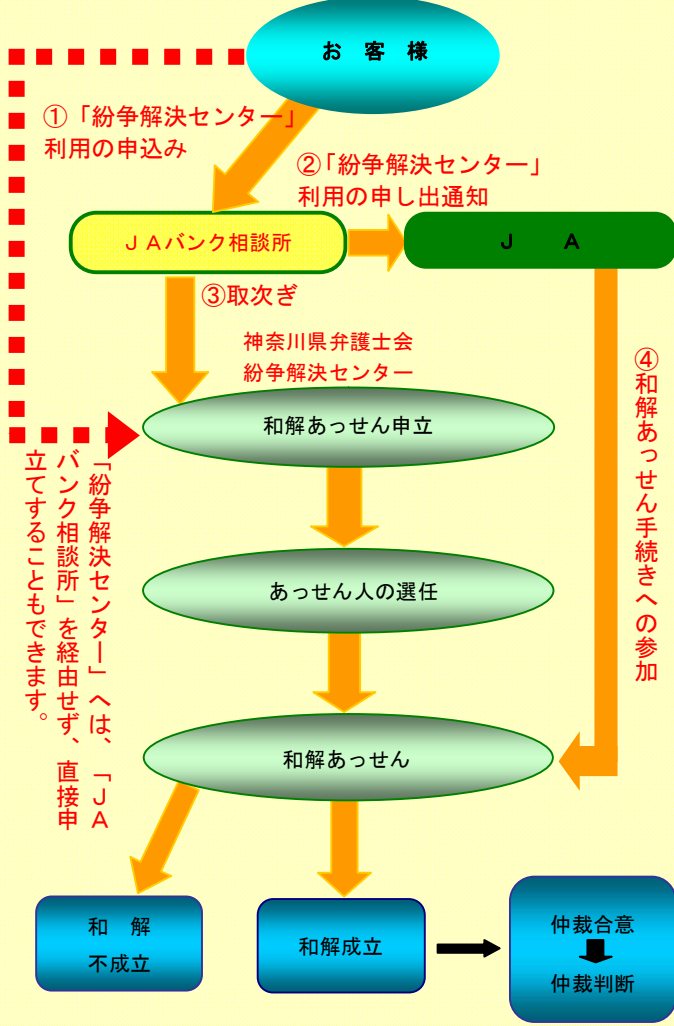 お 客 様
①「紛争解決センター」
利用の申込み
②「紛争解決センター」
利用の申し出通知
ＪＡバンク相談所
Ｊ Ａ
③取次ぎ
神奈川県弁護士会
紛争解決センター
④和解あっせん手続きへの参加
和解あっせん申立
「紛争解決センター」へは、「ＪＡ
バンク相談所」を経由せず、直接申
立てすることもできます。
あっせん人の選任
和解あっせん
和 解
不成立
和解成立
仲裁合意
仲裁判断